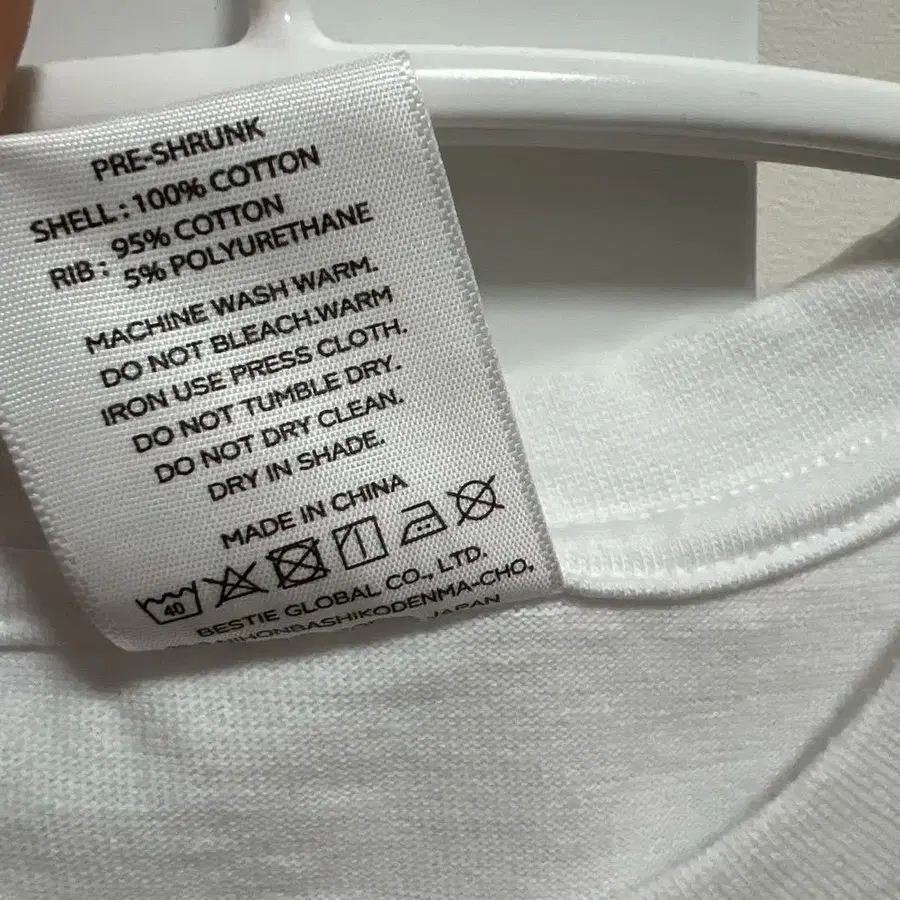 PRE-SHRUNK
SHELL : 100% COTTON
RIB : 95% COTTON
5% POLYURETHANE
MACHINE WASH WARM.
DO NOT BLEACH.WARM
IRON USE PRESS CLOTH.
DO NOT TUMBLE DRY.
DO NOT DRY CLEAN.
DRY IN SHADE.
MADE IN CHINA
40
BESTIE GLOBAL CO., LTD.
NIHONBASHIKODENMA-CHO,
JAPAN